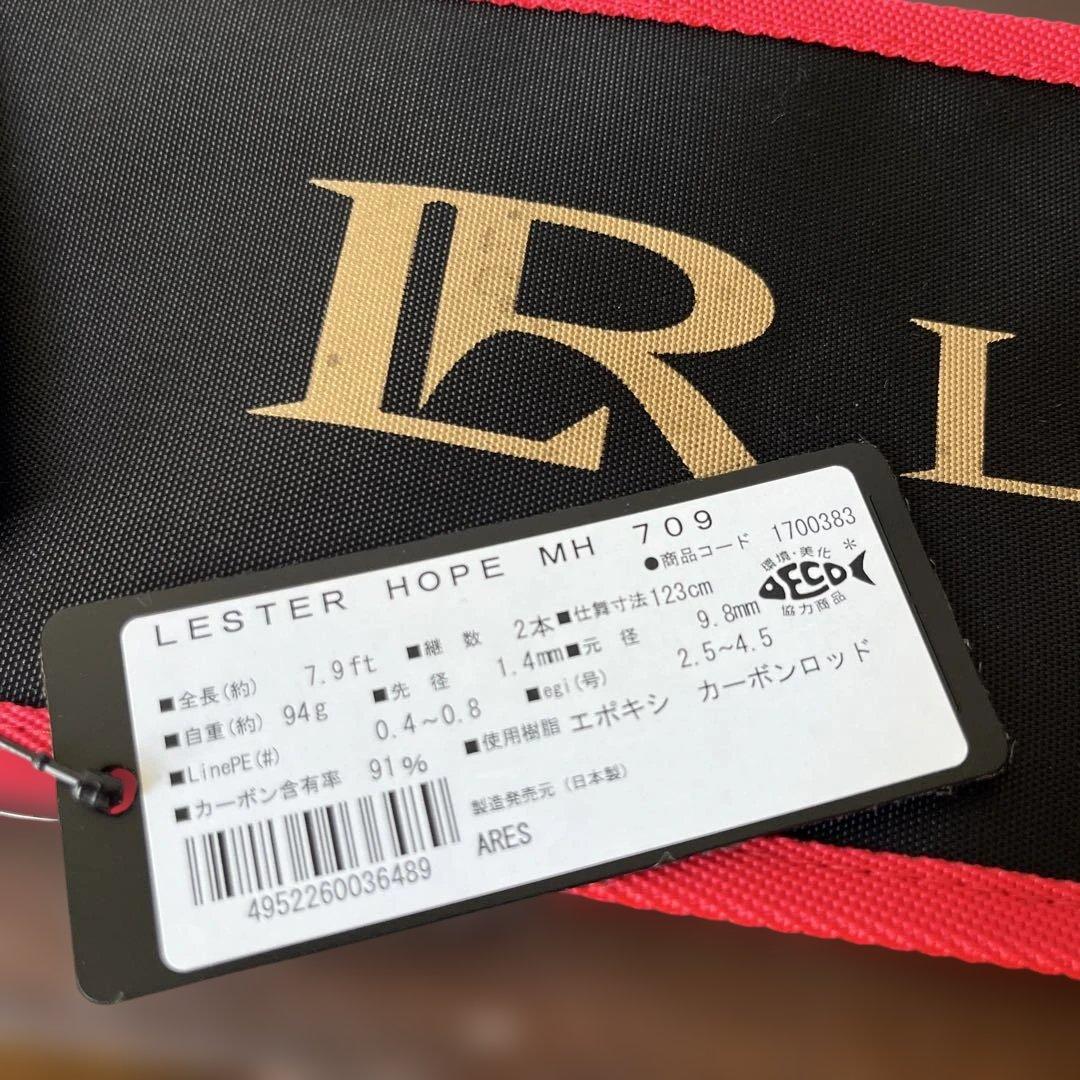 LR L
LESTER HOPE MH 709
●商品コード 1700383
■全長(約) 7.9ft ■継数 2本 ■仕舞寸法 123cm
■自重(約) 94g ■先径 1.4mm ■元径 9.8mm
■LinePE(#) 0.4~0.8 ■egi(号) 2.5~4.5
■カーボン含有率 91% ■使用樹脂 エポキシ カーボンロッド
環境・美化
ECO
協力商品
製造発売元(日本製)
ARES
4952260036489